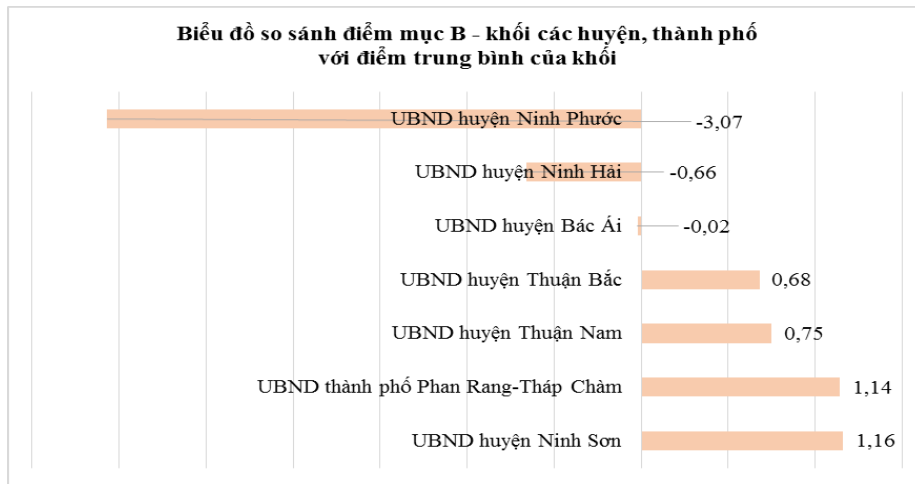 Biểu đồ so sánh điểm mục B - khối các huyện, thành phố
với điểm trung bình của khối
UBND huyện Ninh Phước -3,07
UBND huyện Ninh Hải -0,66
UBND huyện Bác Ái -0,02
UBND huyện Thuận Bắc 0,68
UBND huyện Thuận Nam 0,75
UBND thành phố Phan Rang-Tháp Chàm 1,14
UBND huyện Ninh Sơn 1,16